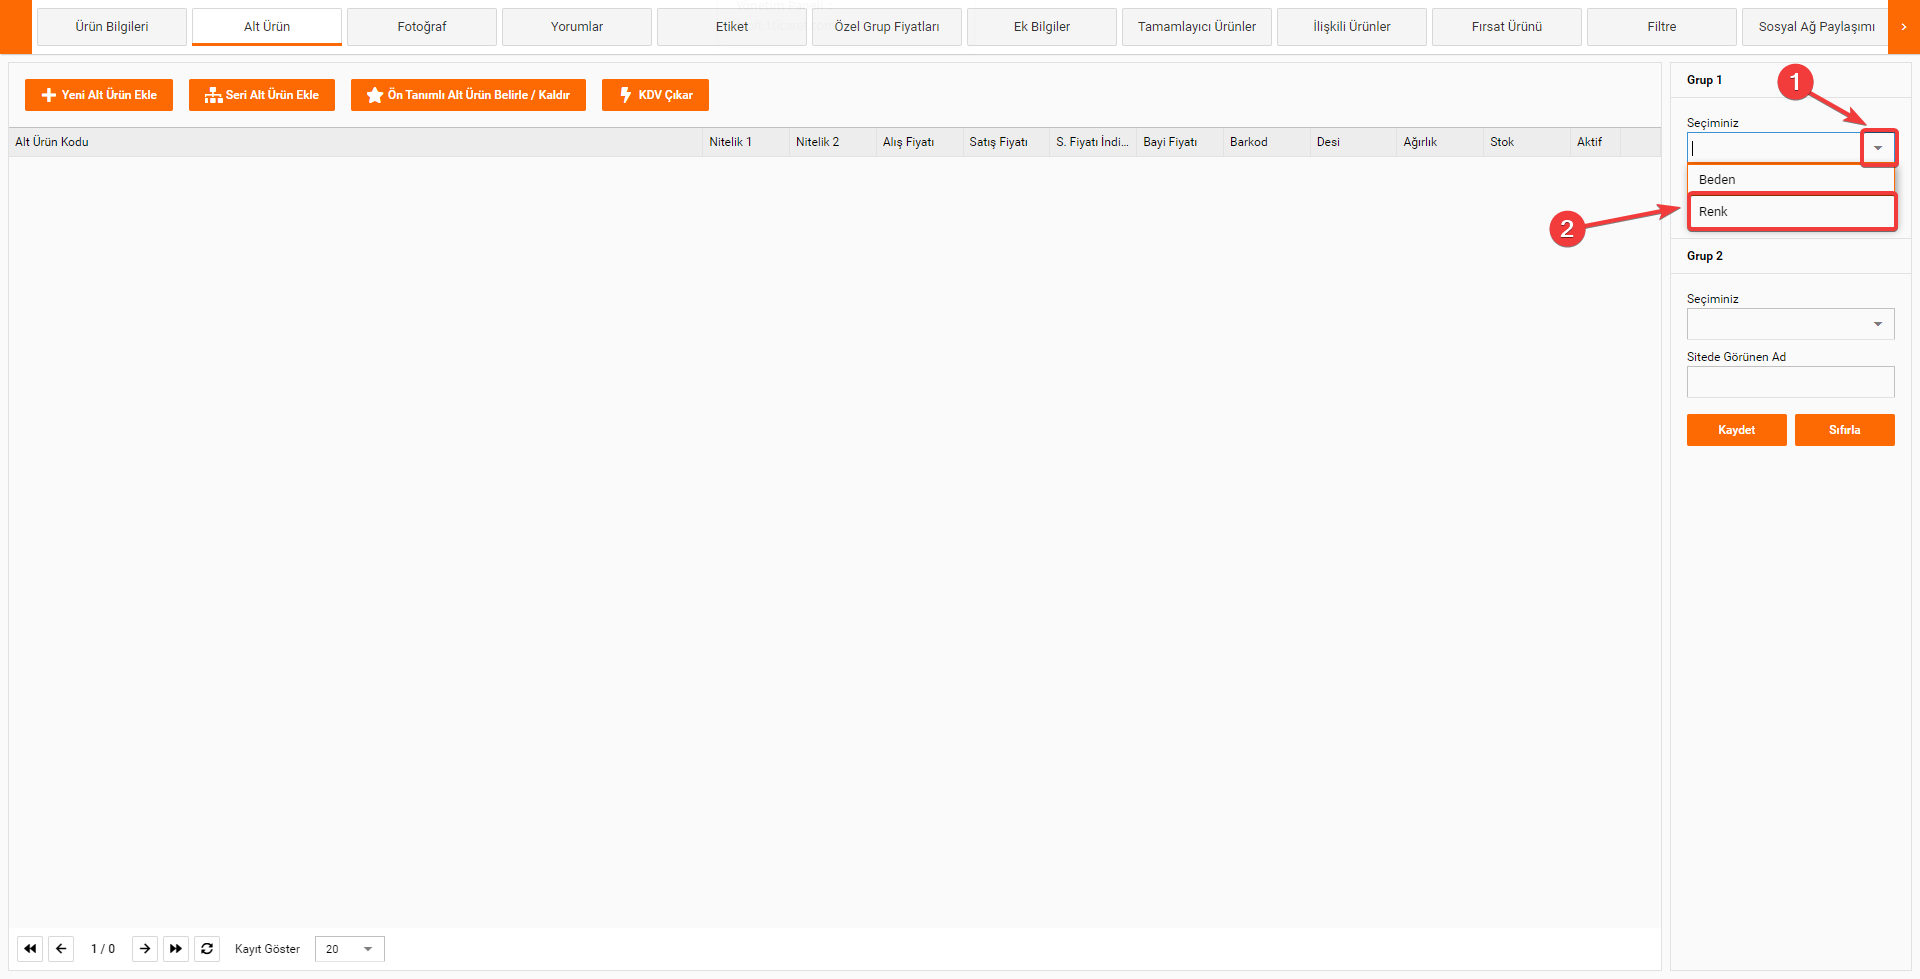 Ürün Bilgileri
Alt Ürün
Fotoğraf
Yorumlar
Etiket
Özel Grup Fiyatları
Ek Bilgiler
Tamamlayıcı Ürünler
İlişkili Ürünler
Fırsat Ürünü
Filtre
Sosyal Ağ Paylaşımı
Yeni Alt Ürün Ekle
Seri Alt Ürün Ekle
Ön Tanımlı Alt Ürün Belirle / Kaldır
KDV Çıkar
Alt Ürün Kodu
Nitelik 1
Nitelik 2
Alış Fiyatı
Satış Fiyatı
S. Fiyatı İndi...
Bayi Fiyatı
Barkod
Desi
Ağırlık
Stok
Aktif
Grup 1
1
Seçiminiz
Beden
Renk
2
Grup 2
Seçiminiz
Sitede Görünen Ad
Kaydet
Sıfırla
1 / 0
Kayıt Göster
20